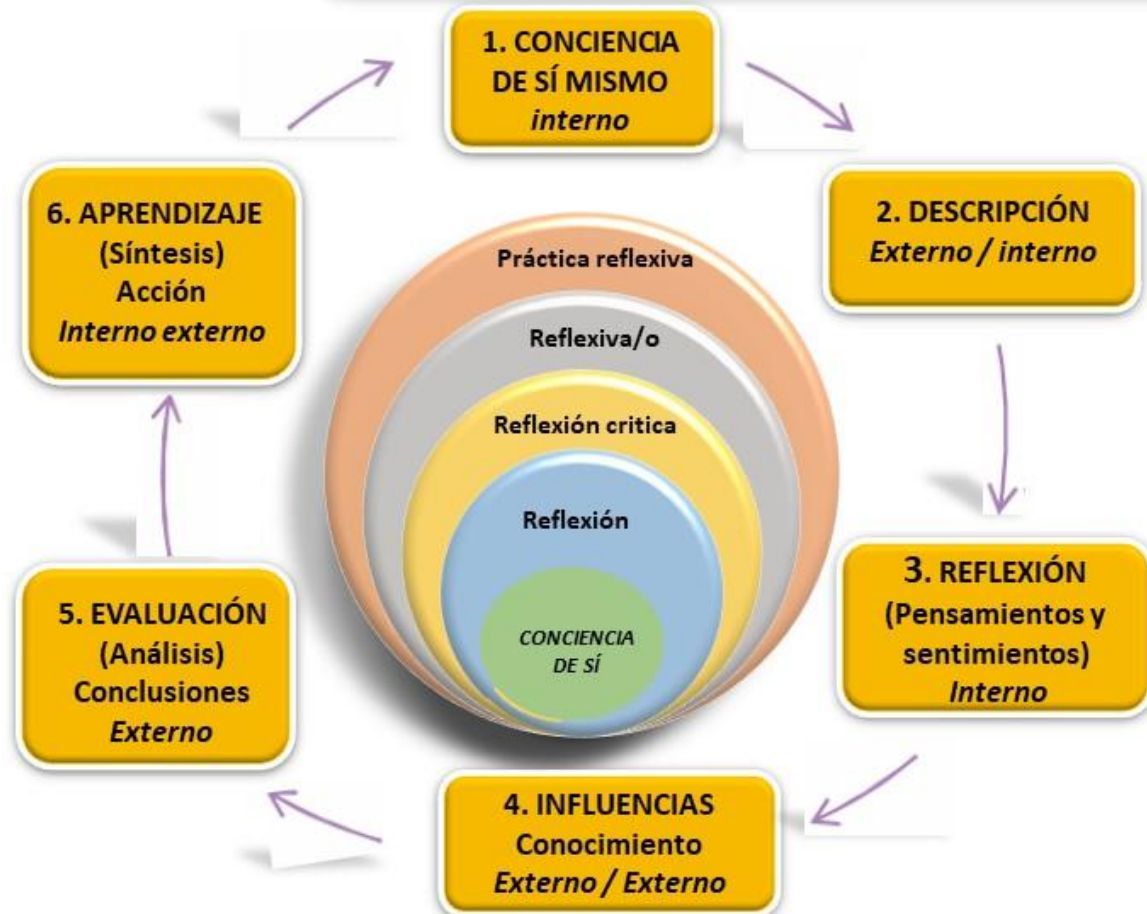 1. CONCIENCIA
DE SÍ MISMO
interno
2. DESCRIPCIÓN
Externo / interno
3. REFLEXIÓN
(Pensamientos y
sentimientos)
Interno
4. INFLUENCIAS
Conocimiento
Externo / Externo
5. EVALUACIÓN
(Análisis)
Conclusiones
Externo
6. APRENDIZAJE
(Síntesis)
Acción
Interno externo
Práctica reflexiva
Reflexiva/o
Reflexión critica
Reflexión
CONCIENCIA
DE SÍ